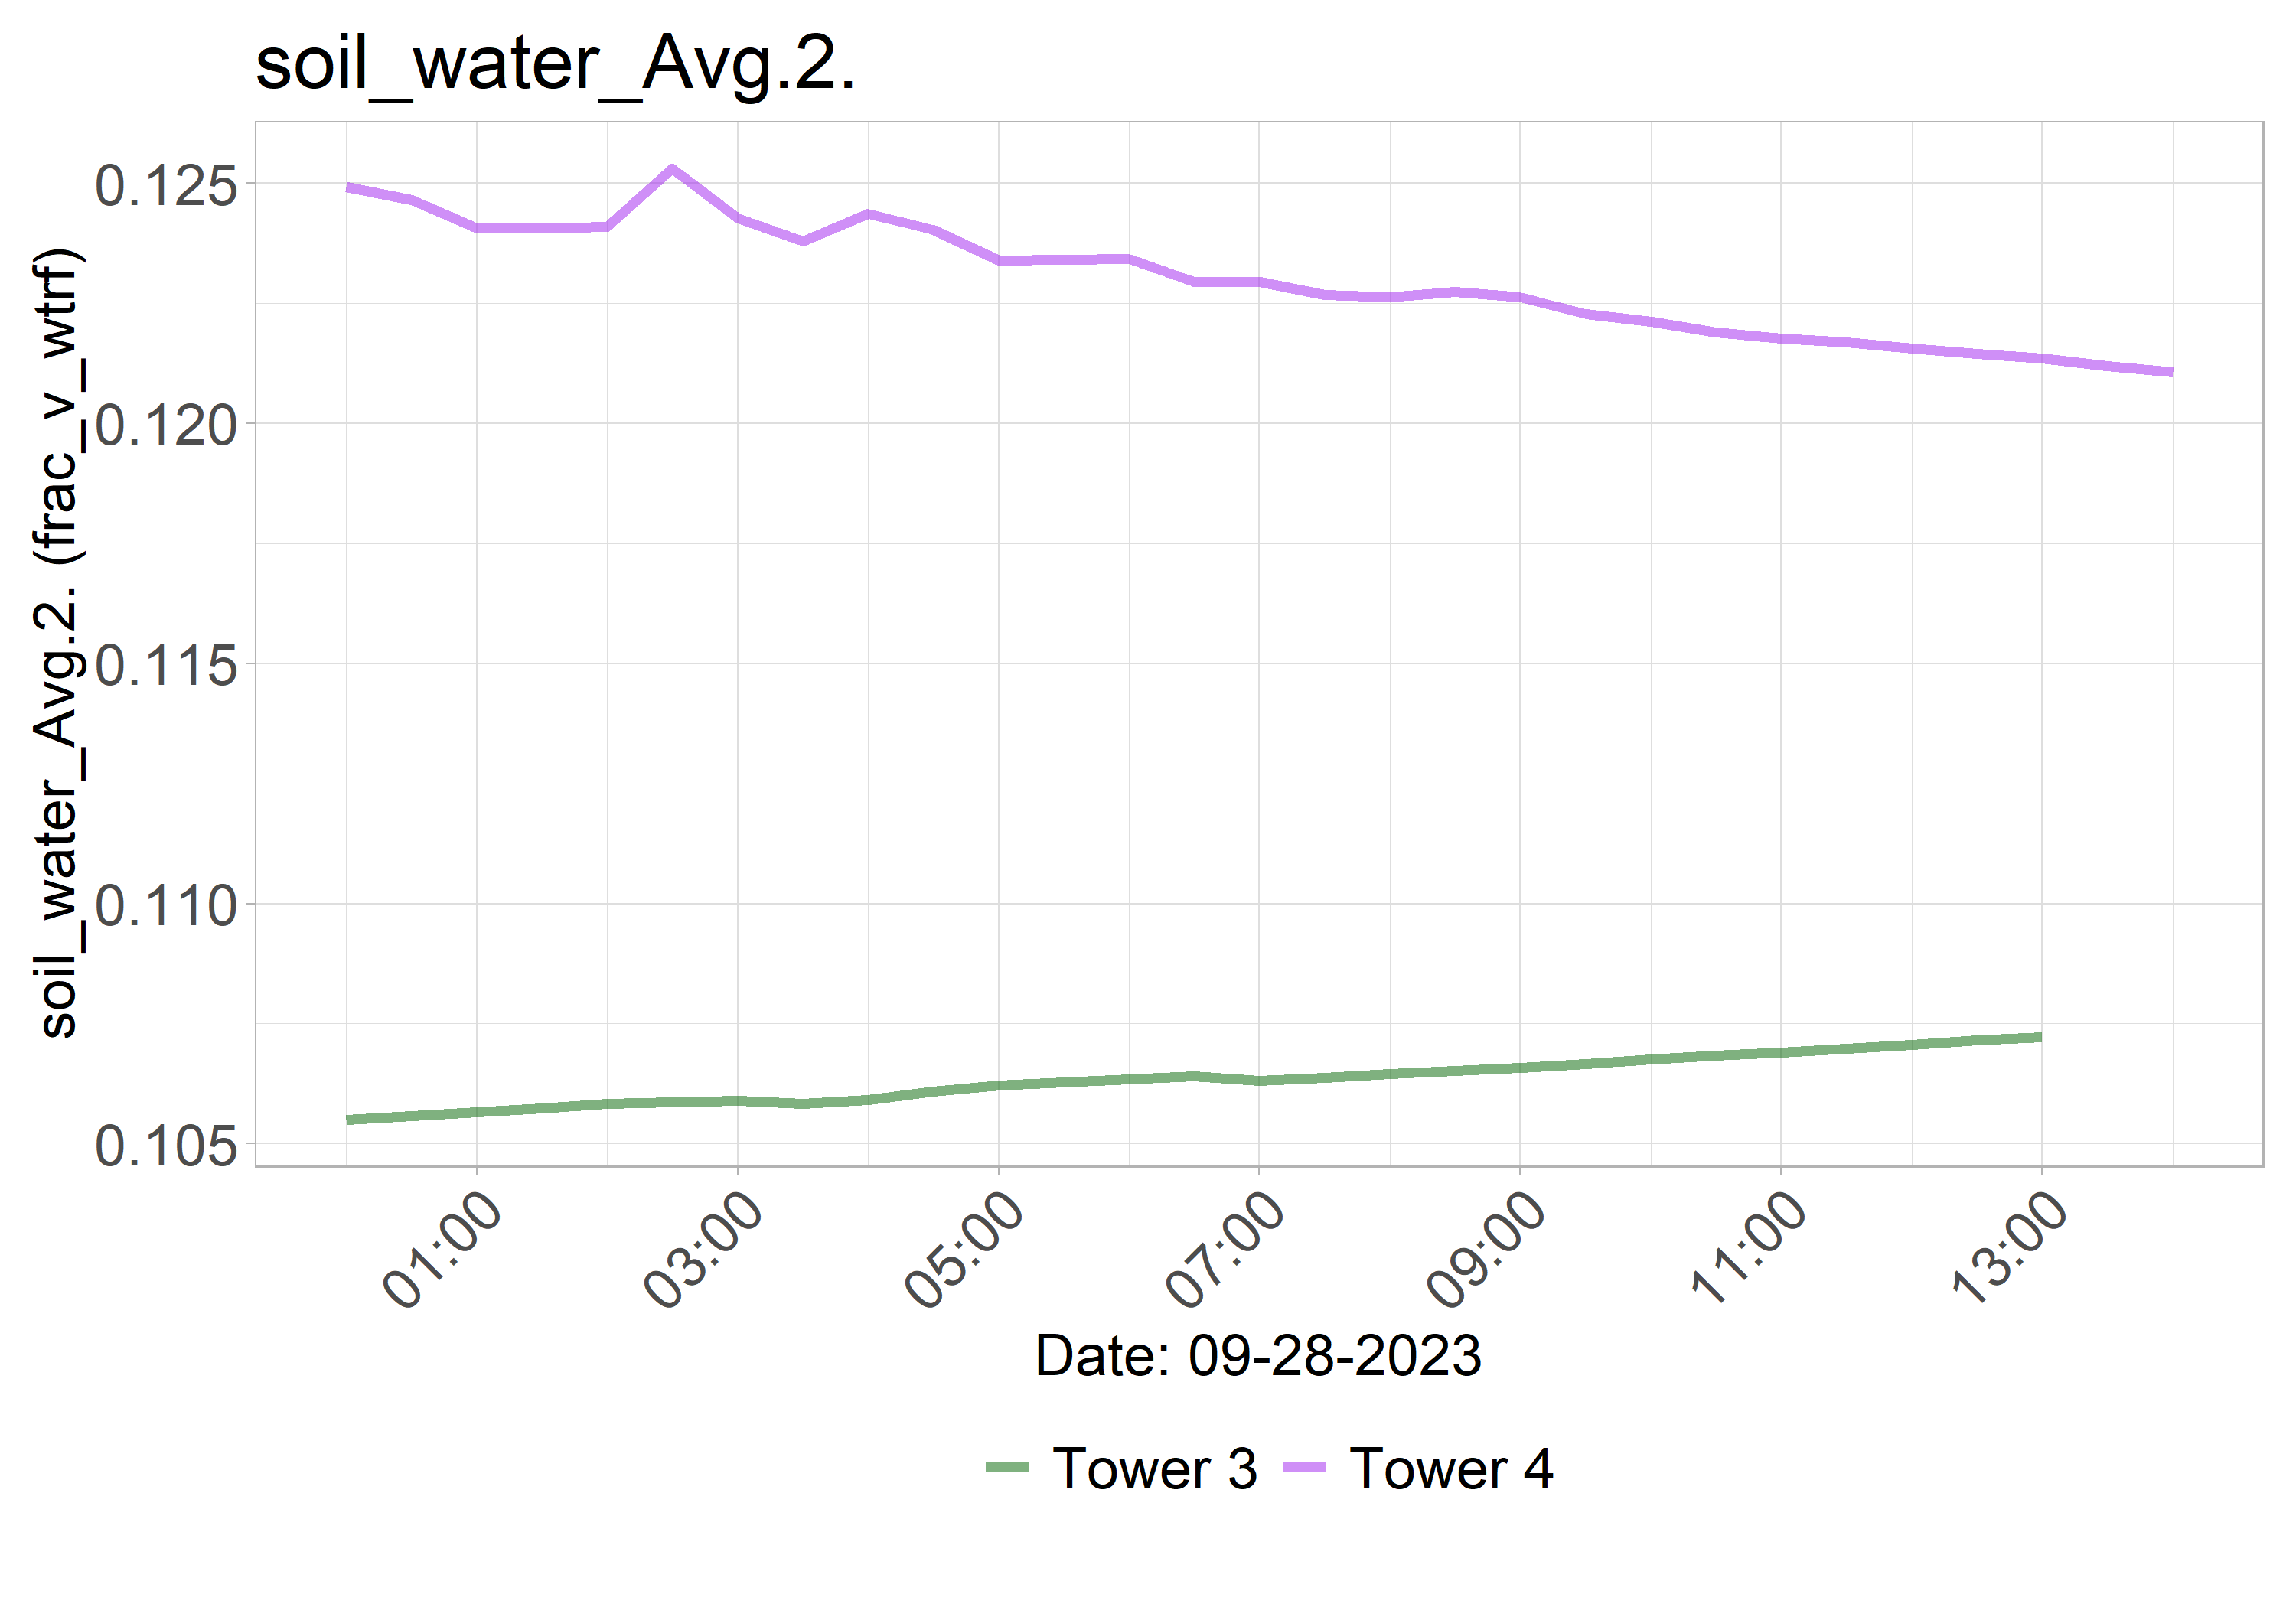 soil_water_Avg.2.
soil_water_Avg.2. (frac_v_wtrf)
0.125
0.120
0.115
0.110
0.105
01:00
03:00
05:00
07:00
09:00
11:00
13:00
Date: 09-28-2023
Tower 3
Tower 4